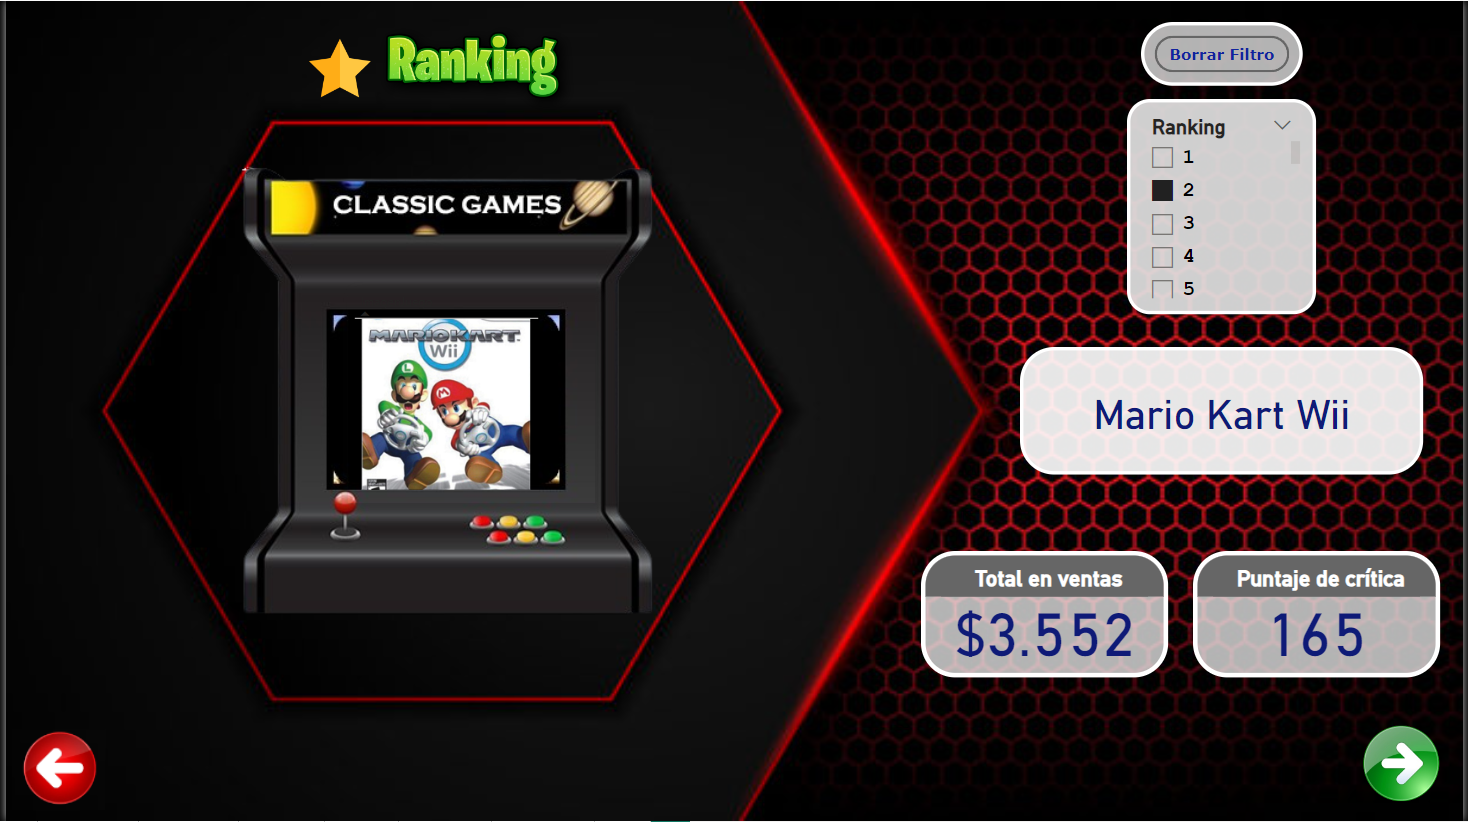 Ranking
CLASSIC GAMES
MARIOKART
Wii
L
M
Borrar Filtro
Ranking
1
2
3
4
5
Mario Kart Wii
Total en ventas
$3.552
Puntaje de crítica
165